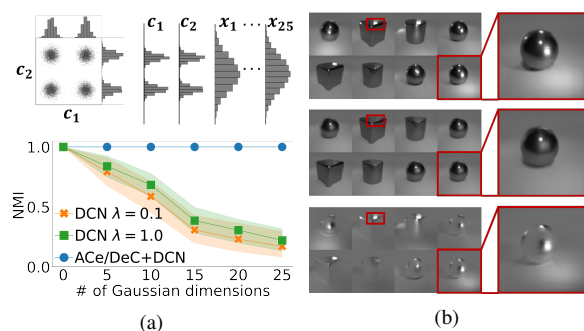 c₁ c₂ x₁ · · · · x₂₅
c₂
· · ·
c₁
1.0
0.5
0.0
NMI
DCN λ = 0.1
DCN λ = 1.0
ACe/DeC+DCN
0 5 10 15 20 25
# of Gaussian dimensions
(a)
(b)